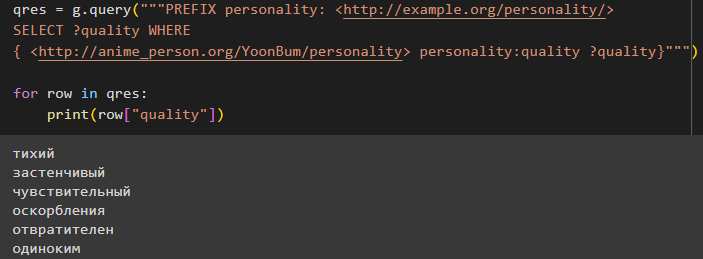 qres = g.query("""PREFIX personality: <http://example.org/personality/>
SELECT ?quality WHERE
{ <http://anime_person.org/YoonBum/personality> personality:quality ?quality}""")
for row in qres:
print(row["quality"])
тихий
застенчивый
чувствительный
оскорбления
отвратителен
одиноким